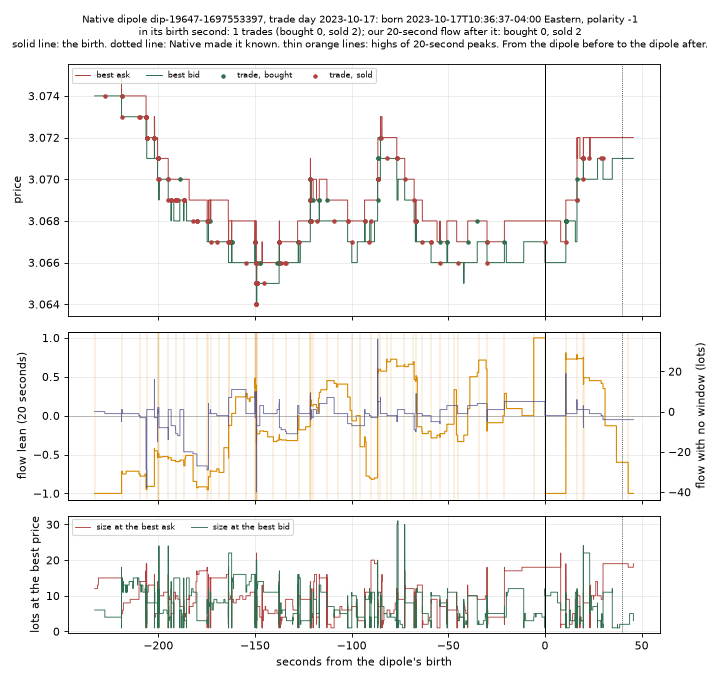 Native dipole dip-19647-1697553397, trade day 2023-10-17: born 2023-10-17T10:36:37-04:00 Eastern, polarity -1
in its birth second: 1 trades (bought 0, sold 2); our 20-second flow after it: bought 0, sold 2
solid line: the birth. dotted line: Native made it known. thin orange lines: highs of 20-second peaks. From the dipole before to the dipole after.
best ask
best bid
trade, bought
trade, sold
3.074
3.072
3.070
3.068
3.066
3.064
price
1.0
0.5
0.0
−0.5
−1.0
flow lean (20 seconds)
20
0
−20
−40
flow with no window (lots)
size at the best ask
size at the best bid
30
20
10
0
lots at the best price
−200
−150
−100
−50
0
50
seconds from the dipole's birth